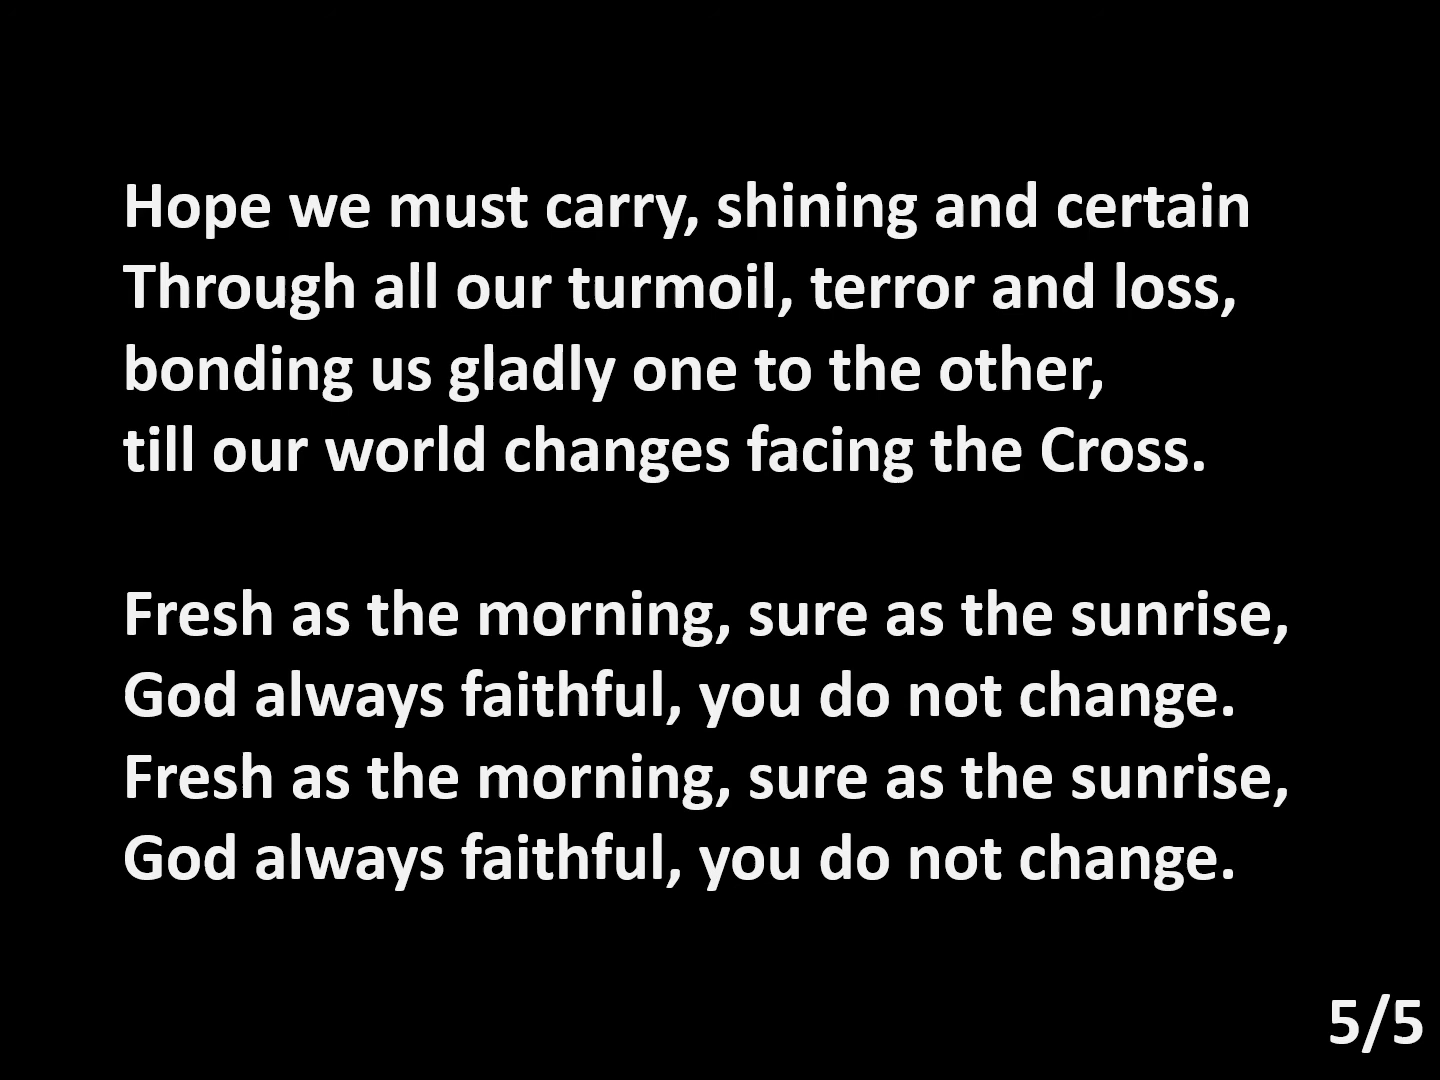 Hope we must carry, shining and certain
Through all our turmoil, terror and loss,
bonding us gladly one to the other,
till our world changes facing the Cross.
Fresh as the morning, sure as the sunrise,
God always faithful, you do not change.
Fresh as the morning, sure as the sunrise,
God always faithful, you do not change.
5/5